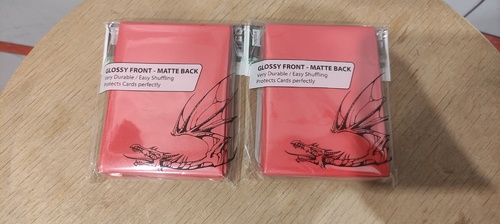 GLOSSY FRONT - MATTE BACK
Very Durable / Easy Shuffling
Protects Cards perfectly
GLOSSY FRONT - MATTE BACK
Very Durable / Easy Shuffling
Protects Cards perfectly